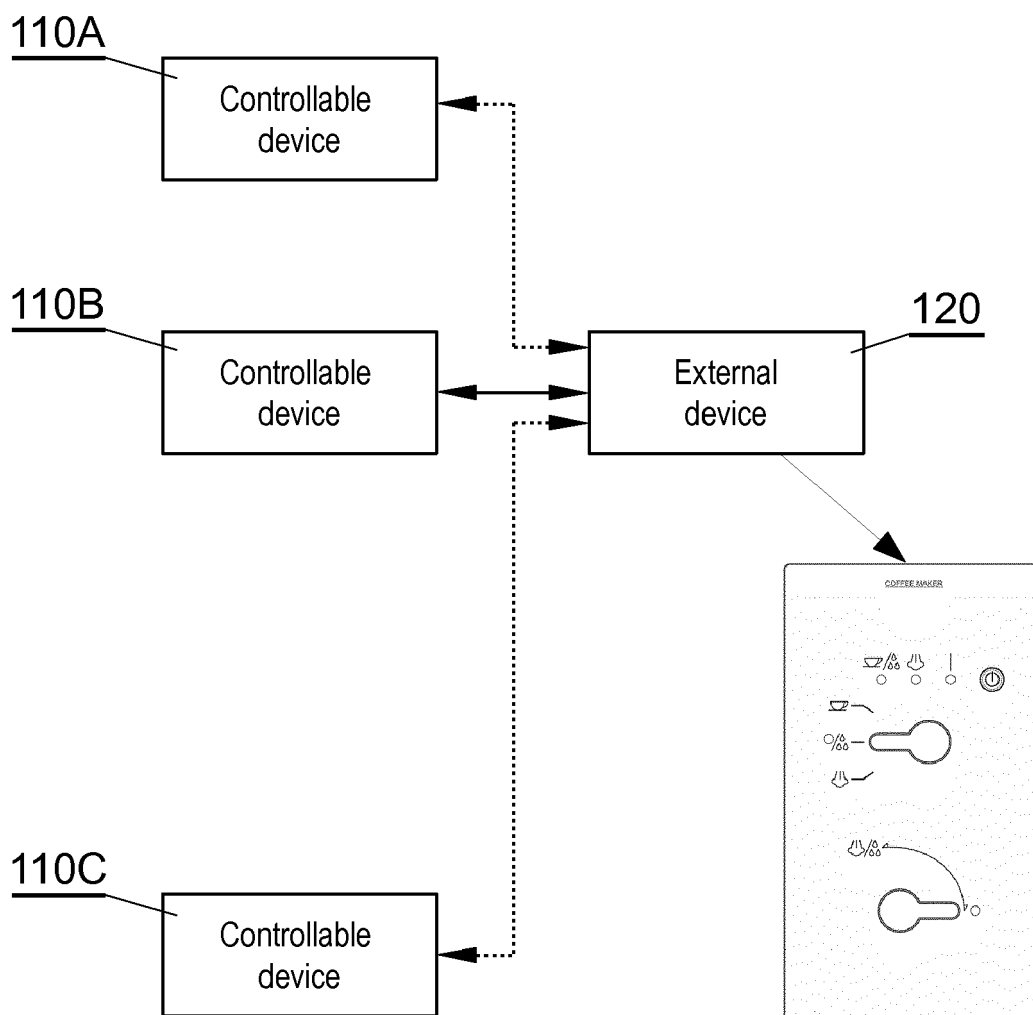 110A
Controllable
device
110B
Controllable
device
120
External
device
COFFEE MAKER
110C
Controllable
device